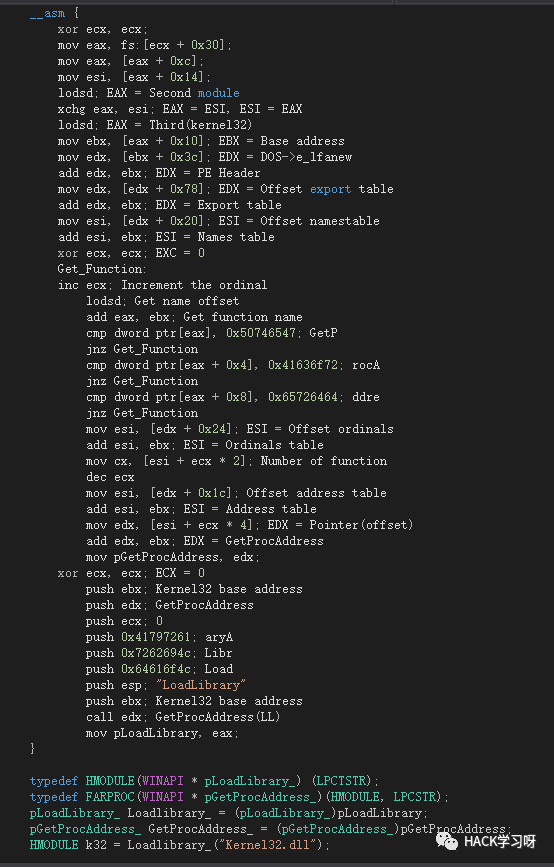 __asm {
xor ecx, ecx;
mov eax, fs:[ecx + 0x30];
mov eax, [eax + 0xc];
mov esi, [eax + 0x14];
lodsd; EAX = Second module
xchg eax, esi; EAX = ESI, ESI = EAX
lodsd; EAX = Third(kernel32)
mov ebx, [eax + 0x10]; EBX = Base address
mov edx, [ebx + 0x3c]; EDX = DOS->e_lfanew
add edx, ebx; EDX = PE Header
mov edx, [edx + 0x78]; EDX = Offset export table
add edx, ebx; EDX = Export table
mov esi, [edx + 0x20]; ESI = Offset namestable
add esi, ebx; ESI = Names table
xor ecx, ecx; EXC = 0
Get_Function:
inc ecx; Increment the ordinal
lodsd; Get name offset
add eax, ebx; Get function name
cmp dword ptr[eax], 0x50746547; GetP
jnz Get_Function
cmp dword ptr[eax + 0x4], 0x41636f72; rocA
jnz Get_Function
cmp dword ptr[eax + 0x8], 0x65726464; ddre
jnz Get_Function
mov esi, [edx + 0x24]; ESI = Offset ordinals
add esi, ebx; ESI = Ordinals table
mov cx, [esi + ecx * 2]; Number of function
dec ecx
mov esi, [edx + 0x1c]; Offset address table
add esi, ebx; ESI = Address table
mov edx, [esi + ecx * 4]; EDX = Pointer(offset)
add edx, ebx; EDX = GetProcAddress
mov pGetProcAddress, edx;
xor ecx, ecx; ECX = 0
push ebx; Kernel32 base address
push edx; GetProcAddress
push ecx; 0
push 0x41797261; aryA
push 0x7262694c; Libr
push 0x64616f4c; Load
push esp; "LoadLibrary"
push ebx; Kernel32 base address
call edx; GetProcAddress(LL)
mov pLoadLibrary, eax;
}
typedef HMODULE(WINAPI * pLoadLibrary_) (LPCTSTR);
typedef FARPROC(WINAPI * pGetProcAddress_)(HMODULE, LPCSTR);
pLoadLibrary_ Loadlibrary_ = (pLoadLibrary_)pLoadLibrary;
pGetProcAddress_ GetProcAddress_ = (pGetProcAddress_)pGetProcAddress;
HMODULE k32 = Loadlibrary_("Kernel32.dll");
HACK学习呀